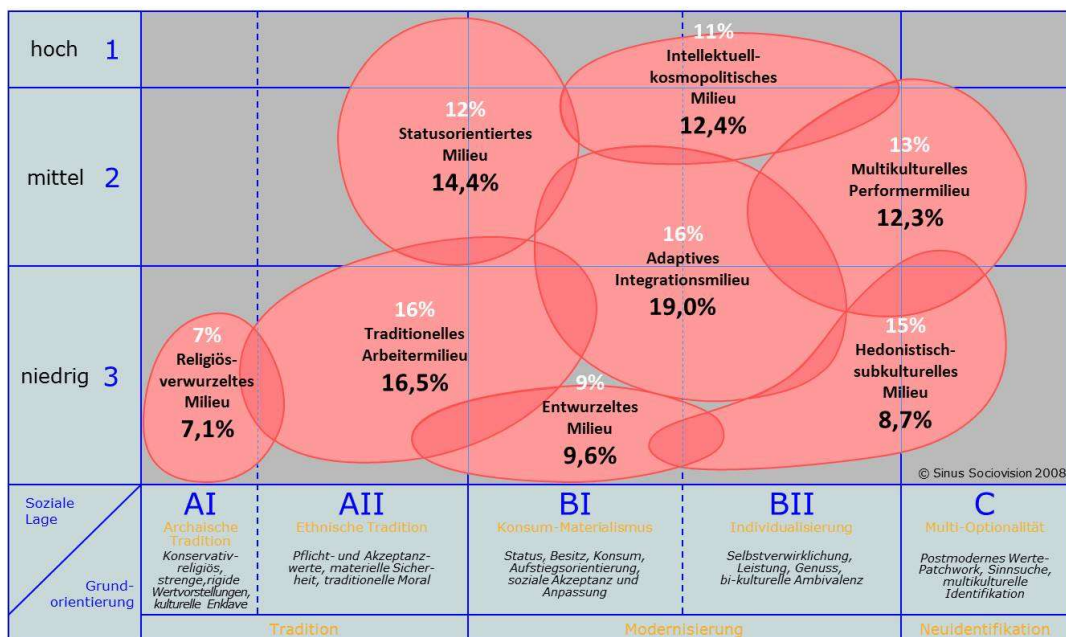 hoch 1
mittel 2
niedrig 3
11%
Intellektuell-
kosmopolitisches
Milieu
12,4%
12%
Statusorientiertes
Milieu
14,4%
13%
Multikulturelles
Performermilieu
12,3%
16%
Adaptives
Integrationsmilieu
19,0%
7%
Religiös-
verwurzeltes
Milieu
7,1%
16%
Traditionelles
Arbeitermilieu
16,5%
9%
Entwurzeltes
Milieu
9,6%
15%
Hedonistisch-
subkulturelles
Milieu
8,7%
© Sinus Sociovision 2008
Soziale
Lage
Grund-
orientierung
AI
Archaische
Tradition
Konservativ-
religiös,
strenge,rigide
Wertvorstellungen,
kulturelle Enklave
AII
Ethnische Tradition
Pflicht- und Akzeptanz-
werte, materielle Sicher-
heit, traditionelle Moral
BI
Konsum-Materialismus
Status, Besitz, Konsum,
Aufstiegsorientierung,
soziale Akzeptanz und
Anpassung
BII
Individualisierung
Selbstverwirklichung,
Leistung, Genuss,
bi-kulturelle Ambivalenz
C
Multi-Optionalität
Postmodernes Werte-
Patchwork, Sinnsuche,
multikulturelle
Identifikation
Tradition
Modernisierung
Neuidentifikation